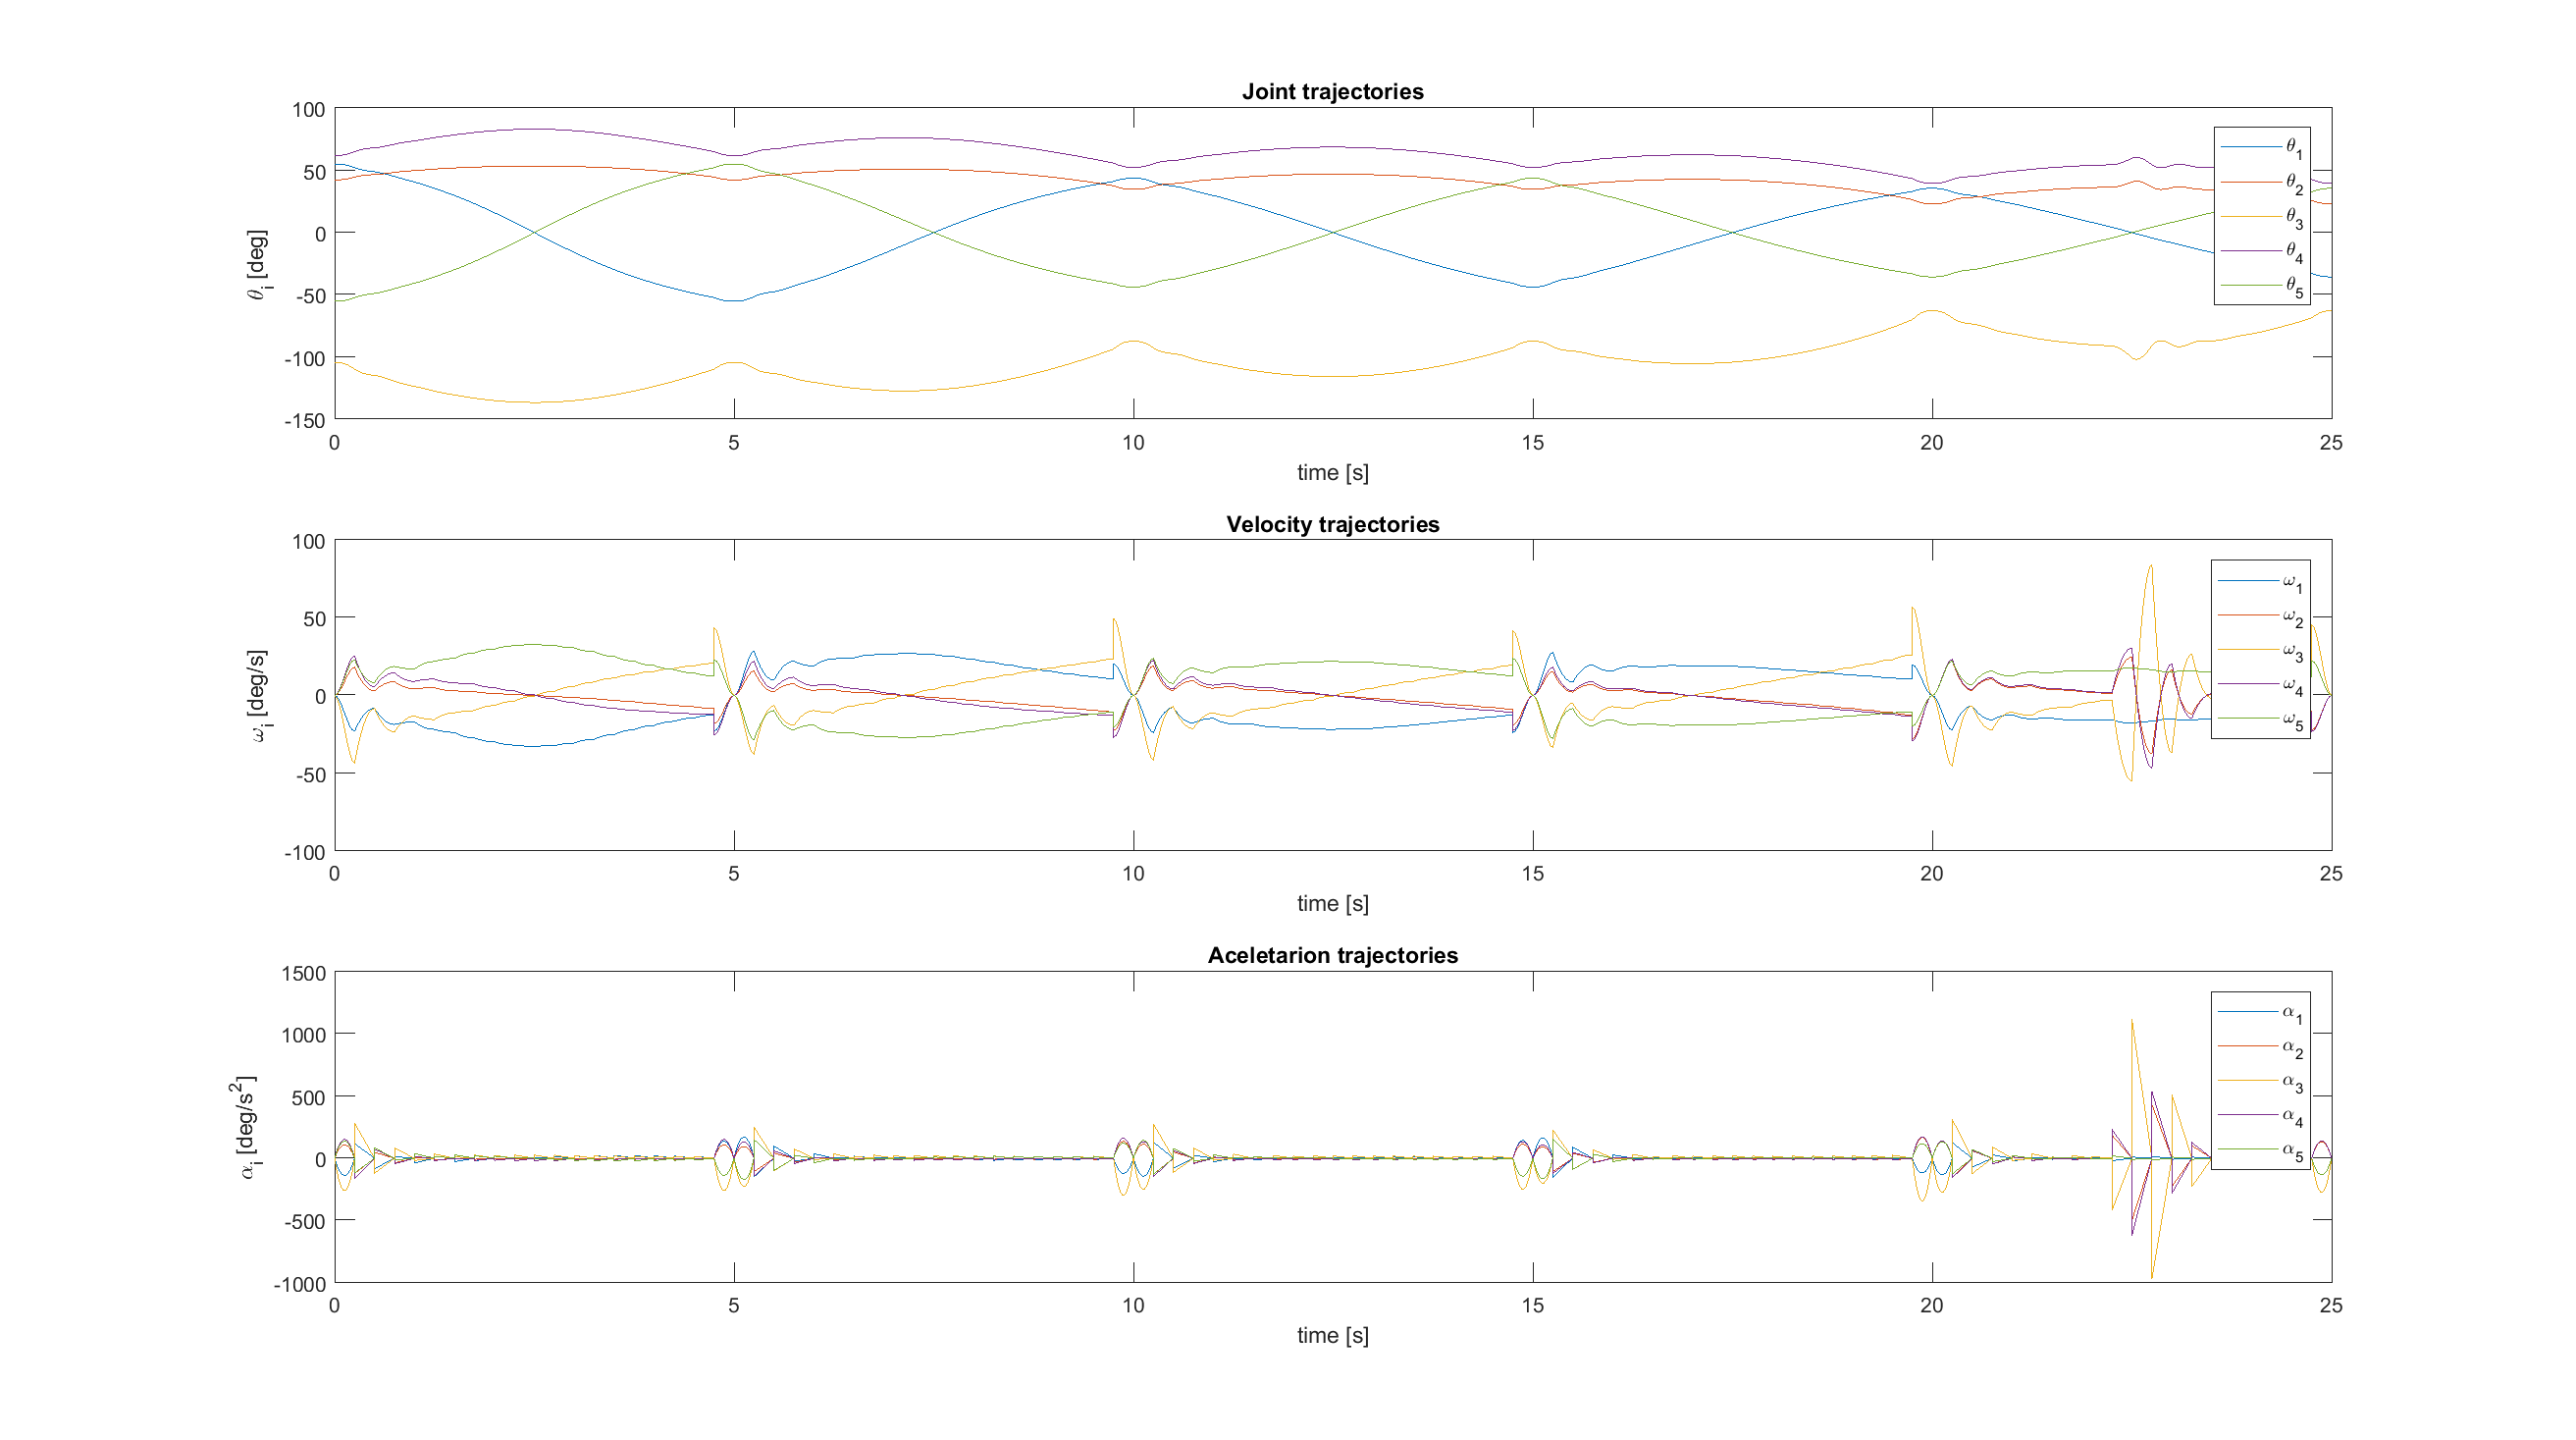 Joint trajectories
100
50
0
-50
-100
-150
θi [deg]
0 5 10 15 20 25
time [s]
θ1
θ2
θ3
θ4
θ5
Velocity trajectories
100
50
0
-50
-100
ωi [deg/s]
0 5 10 15 20 25
time [s]
ω1
ω2
ω3
ω4
ω5
Aceletarion trajectories
1500
1000
500
0
-500
-1000
αi [deg/s2]
0 5 10 15 20 25
time [s]
α1
α2
α3
α4
α5